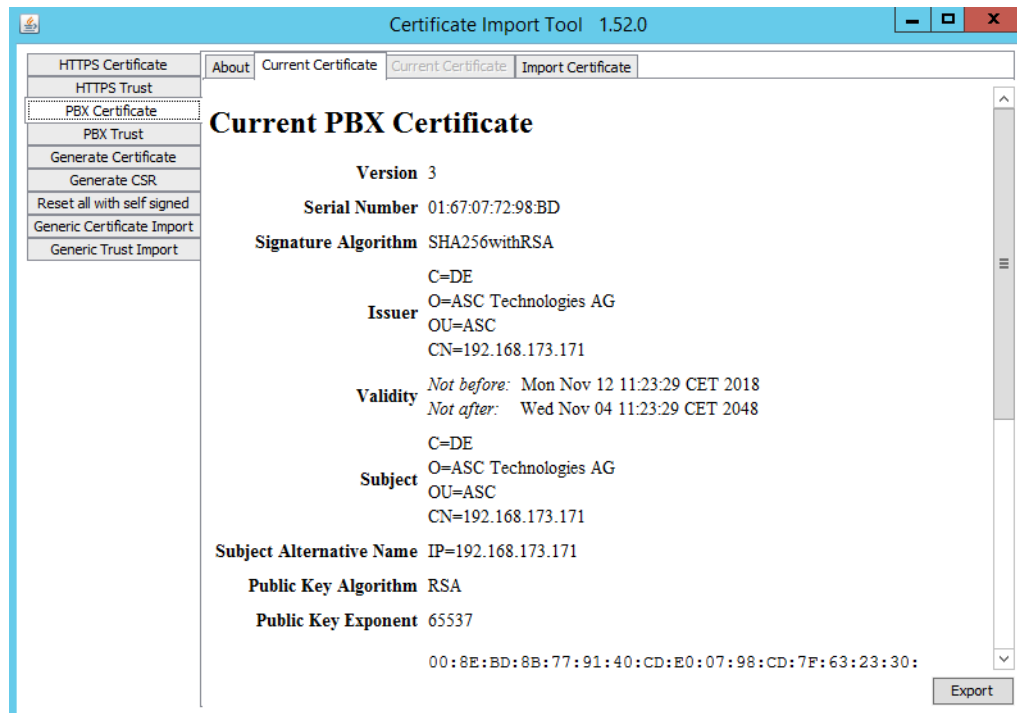 Certificate Import Tool 1.52.0
HTTPS Certificate
HTTPS Trust
PBX Certificate
PBX Trust
Generate Certificate
Generate CSR
Reset all with self signed
Generic Certificate Import
Generic Trust Import
About Current Certificate Current Certificate Import Certificate
Current PBX Certificate
Version 3
Serial Number 01:67:07:72:98:BD
Signature Algorithm SHA256withRSA
Issuer
C=DE
O=ASC Technologies AG
OU=ASC
CN=192.168.173.171
Validity
Not before: Mon Nov 12 11:23:29 CET 2018
Not after: Wed Nov 04 11:23:29 CET 2048
Subject
C=DE
O=ASC Technologies AG
OU=ASC
CN=192.168.173.171
Subject Alternative Name IP=192.168.173.171
Public Key Algorithm RSA
Public Key Exponent 65537
00:8E:BD:8B:77:91:40:CD:E0:07:98:CD:7F:63:23:30:
Export